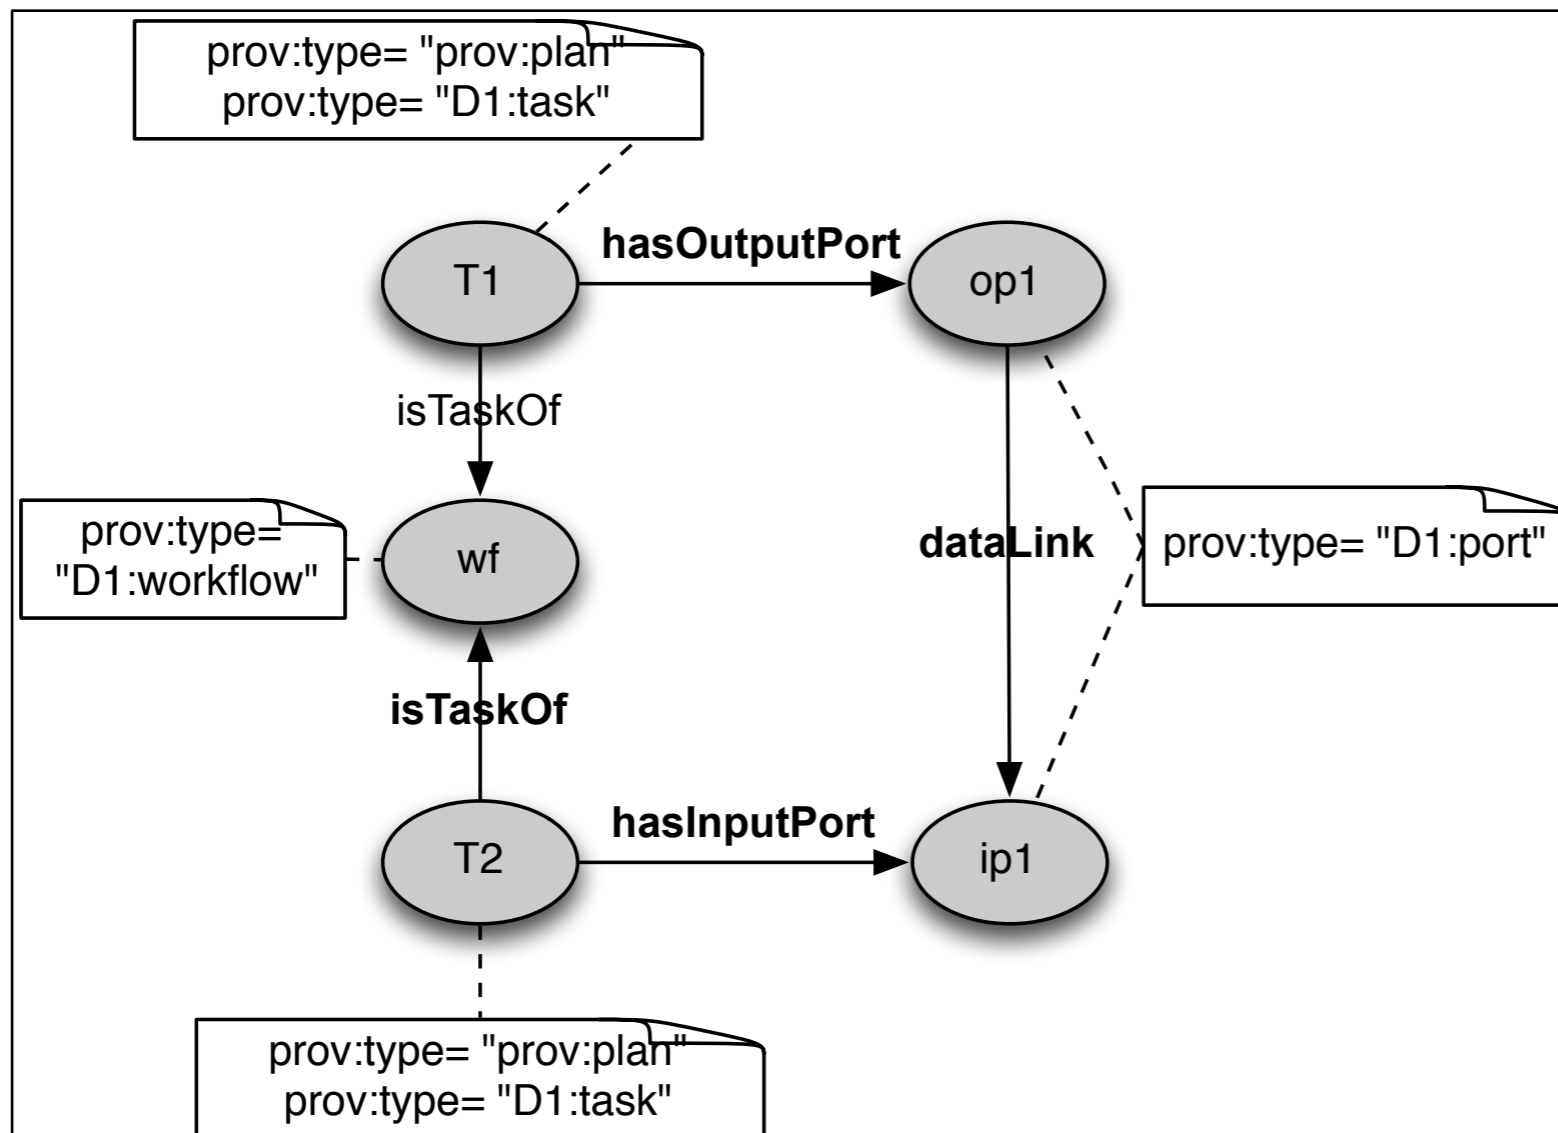 prov:type= "prov:plan"
prov:type= "D1:task"
hasOutputPort
T1
op1
isTaskOf
prov:type=
"D1:workflow"
wf
dataLink
prov:type= "D1:port"
isTaskOf
hasInputPort
T2
ip1
prov:type= "prov:plan"
prov:type= "D1:task"